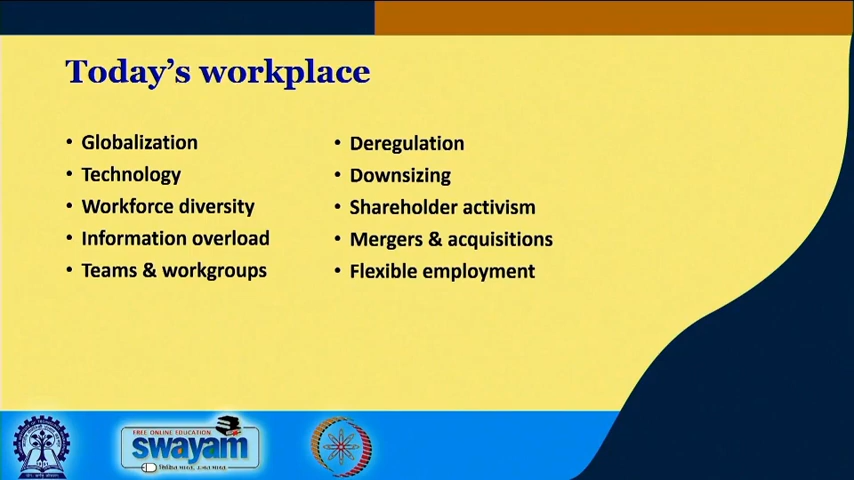 Today's workplace
• Globalization
• Technology
• Workforce diversity
• Information overload
• Teams & workgroups
• Deregulation
• Downsizing
• Shareholder activism
• Mergers & acquisitions
• Flexible employment
FREE ONLINE EDUCATION
swayam